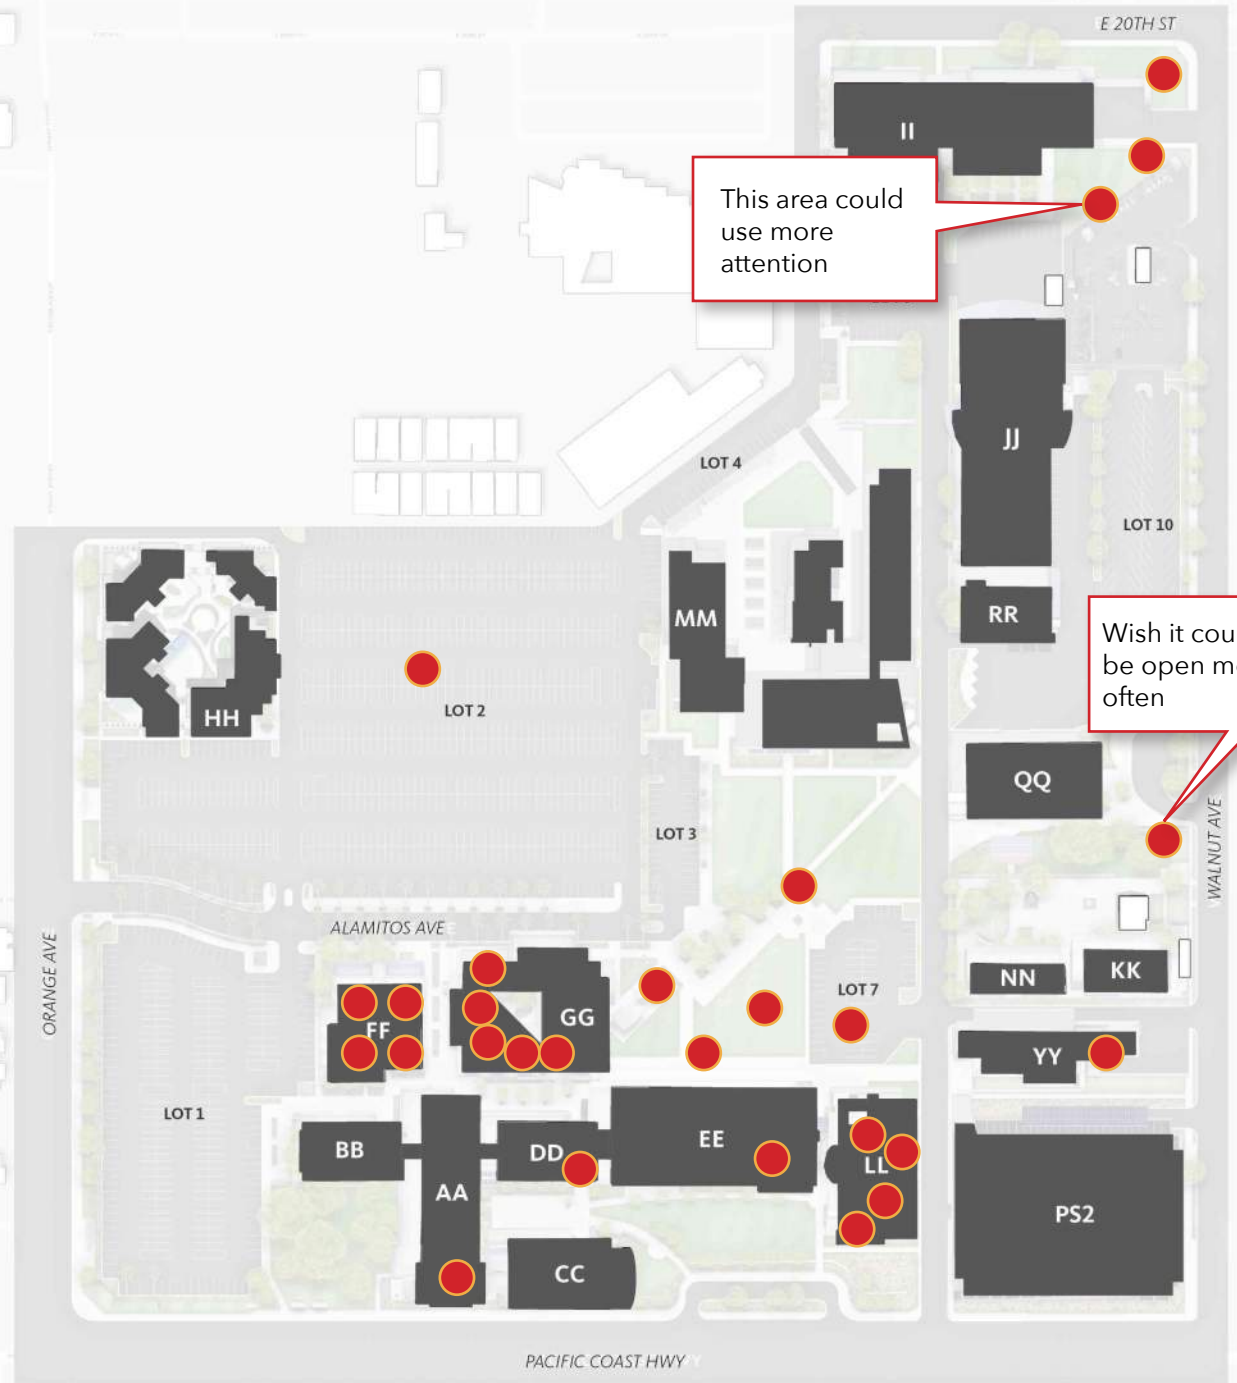 E 20TH ST
II
This area could
use more
attention
JJ
LOT 4
LOT 10
MM
RR
Wish it
be open
often
HH
LOT 2
QQ
LOT 3
WALNUT AVE
ALAMITOS AVE
ORANGE AVE
NN
KK
LOT 7
FF
GG
YY
LOT 1
BB
DD
EE
LL
AA
PS2
CC
PACIFIC COAST HWY